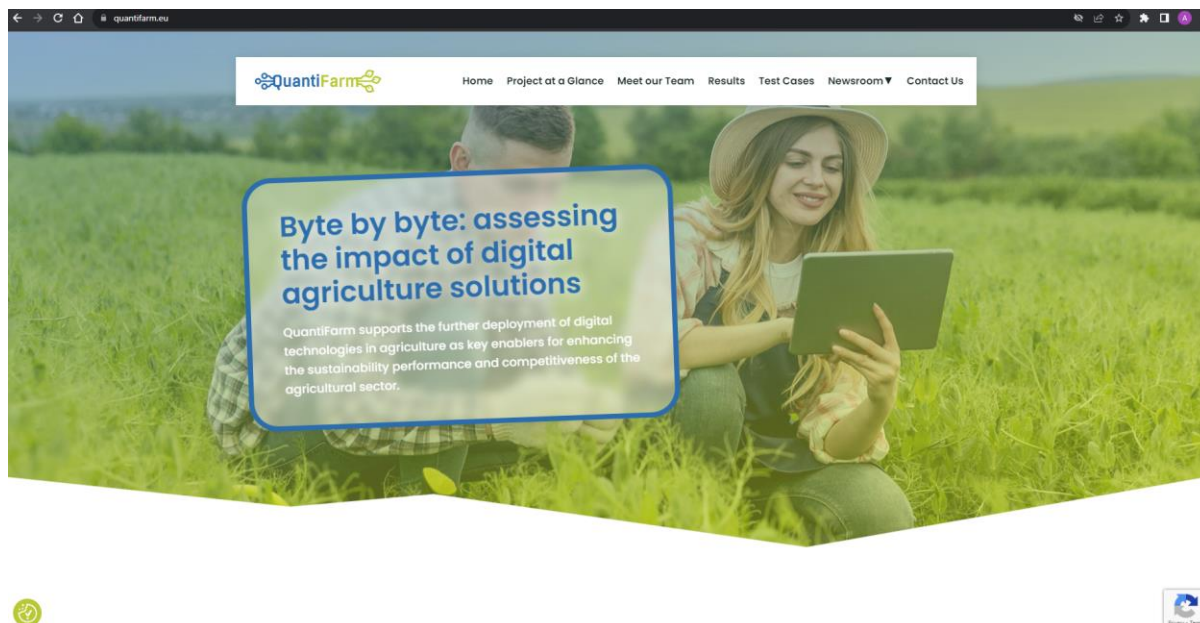 quantifarm.eu
A
QuantiFarm
Home Project at a Glance Meet our Team Results Test Cases Newsroom▼ Contact Us
Byte by byte: assessing
the impact of digital
agriculture solutions
QuantiFarm supports the further deployment of digital
technologies in agriculture as key enablers for enhancing
the sustainability performance and competitiveness of the
agricultural sector.